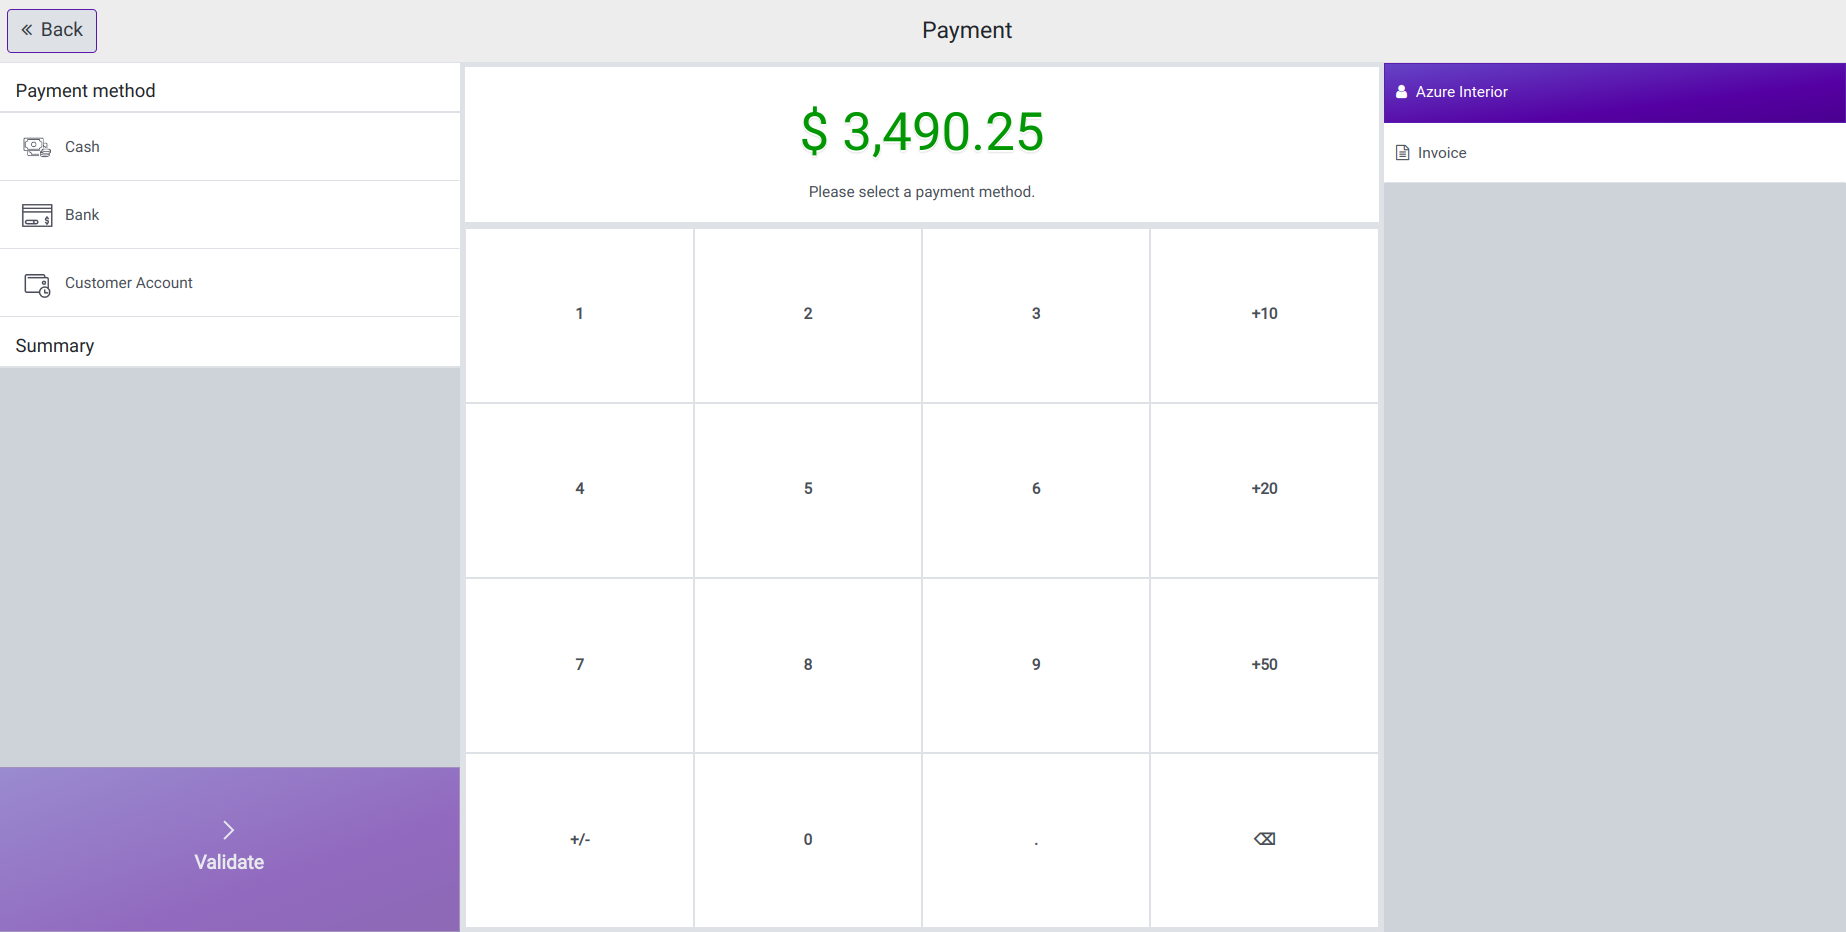 Back
Payment
Payment method
Cash
Bank
Customer Account
Summary
Validate
$ 3,490.25
Please select a payment method.
1 2 3 +10
4 5 6 +20
7 8 9 +50
+/- 0 . ⌫
Azure Interior
Invoice